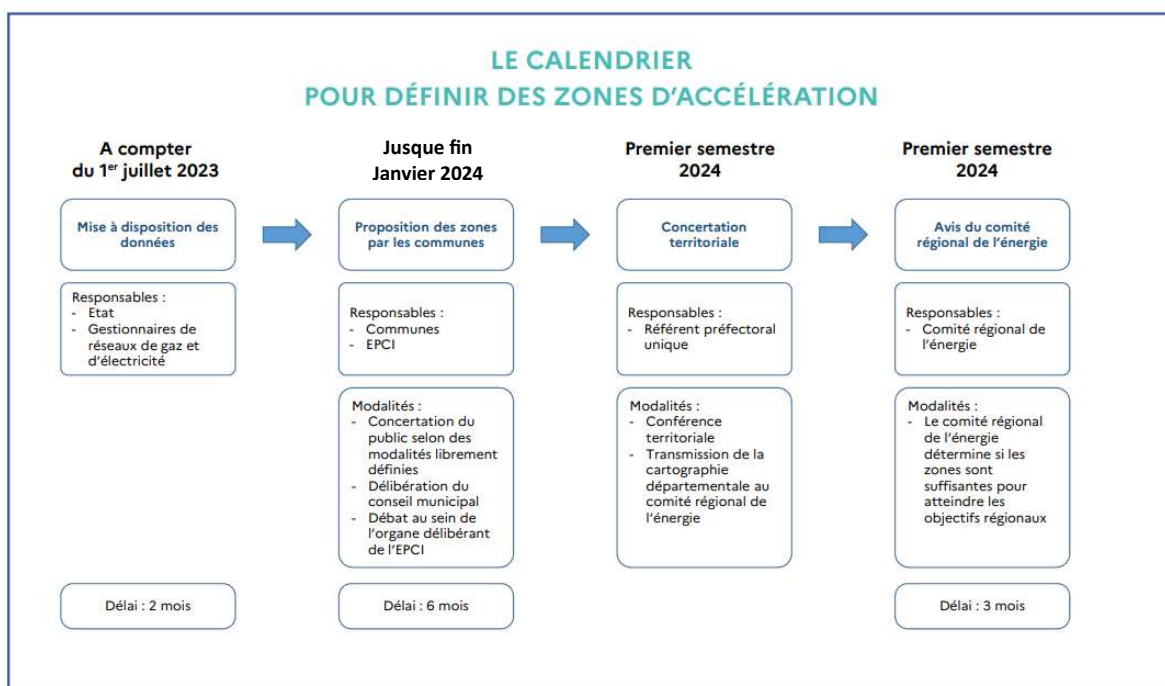 LE CALENDRIER
POUR DÉFINIR DES ZONES D'ACCÉLÉRATION
A compter
du 1er juillet 2023
Jusque fin
Janvier 2024
Premier semestre
2024
Premier semestre
2024
Mise à disposition des
données
Proposition des zones
par les communes
Concertation
territoriale
Avis du comité
régional de l'énergie
Responsables :
- Etat
- Gestionnaires de
réseaux de gaz et
d'électricité
Responsables :
- Communes
- EPCI
Responsables :
- Référent préfectoral
unique
Responsables :
- Comité régional de
l'énergie
Modalités :
- Concertation du
public selon des
modalités librement
définies
- Délibération du
conseil municipal
- Débat au sein de
l'organe délibérant
de l'EPCI
Modalités :
- Conférence
territoriale
- Transmission de la
cartographie
départementale au
comité régional de
l'énergie
Modalités :
- Le comité régional
de l'énergie
détermine si les
zones sont
suffisantes pour
atteindre les
objectifs régionaux
Délai : 2 mois
Délai : 6 mois
Délai : 3 mois